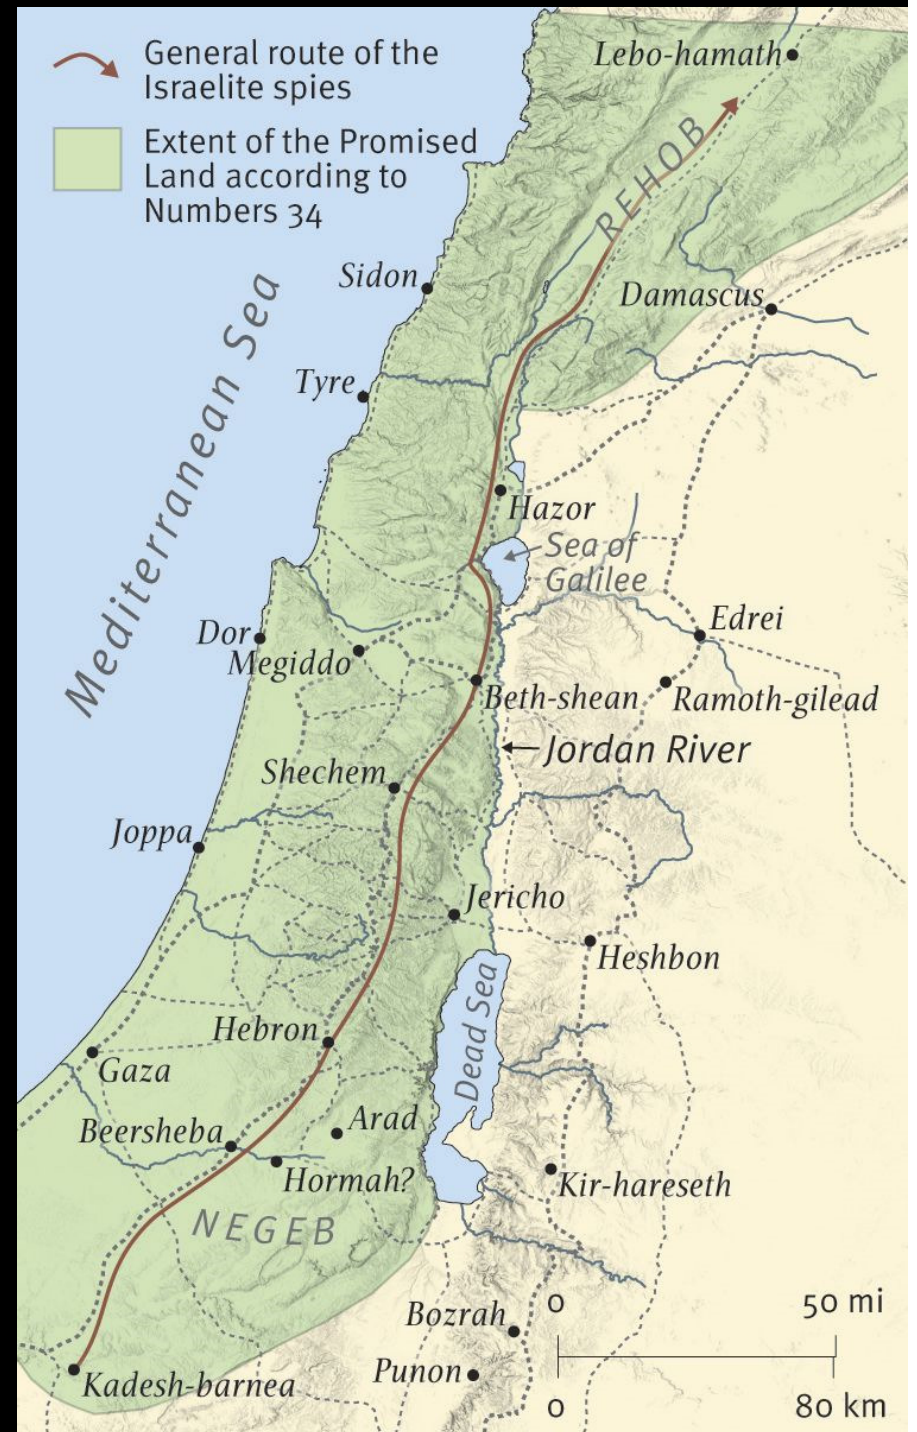 General route of the
Israelite spies
Extent of the Promised
Land according to
Numbers 34
Lebo-hamath
REHOB
Sidon
Damascus
Mediterranean Sea
Tyre
Hazor
Sea of
Galilee
Dor
Megiddo
Edrei
Beth-shean
Ramoth-gilead
Jordan River
Shechem
Joppa
Jericho
Heshbon
Dead Sea
Hebron
Gaza
Beersheba
Arad
Hormah?
Kir-hareseth
NEGEB
Bozrah
Punon
Kadesh-barnea
0 50 mi
0 80 km